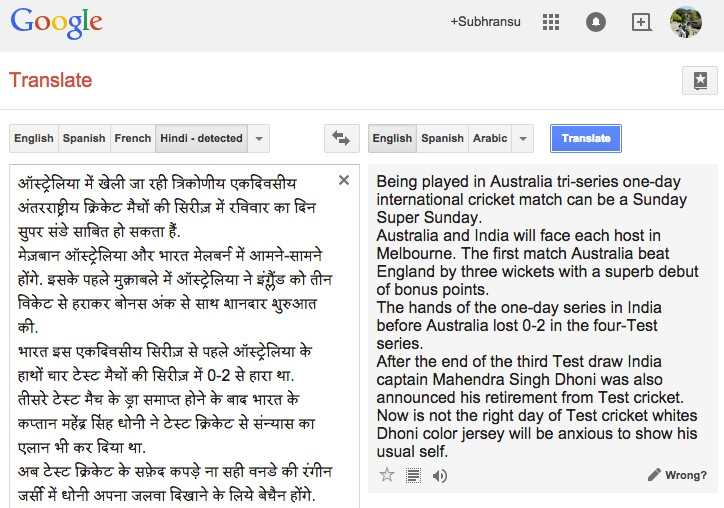 Google
+Subhransu
Translate
English Spanish French Hindi - detected
English Spanish Arabic Translate
ऑस्ट्रेलिया में खेली जा रही त्रिकोणीय एकदिवसीय
अंतरराष्ट्रीय क्रिकेट मैचों की सिरीज़ में रविवार का दिन
सुपर संडे साबित हो सकता हैं.
मेज़बान ऑस्ट्रेलिया और भारत मेलबर्न में आमने-सामने
होंगे. इसके पहले मुक़ाबले में ऑस्ट्रेलिया ने इंग्लैंड को तीन
विकेट से हराकर बोनस अंक से साथ शानदार शुरुआत
की.
भारत इस एकदिवसीय सिरीज़ से पहले ऑस्ट्रेलिया के
हाथों चार टेस्ट मैचों की सिरीज़ में 0-2 से हारा था.
तीसरे टेस्ट मैच के ड्रा समाप्त होने के बाद भारत के
कप्तान महेंद्र सिंह धोनी ने टेस्ट क्रिकेट से संन्यास का
एलान भी कर दिया था.
अब टेस्ट क्रिकेट के सफ़ेद कपड़े ना सही वनडे की रंगीन
जर्सी में धोनी अपना जलवा दिखाने के लिये बेचैन होंगे.
Being played in Australia tri-series one-day
international cricket match can be a Sunday
Super Sunday.
Australia and India will face each host in
Melbourne. The first match Australia beat
England by three wickets with a superb debut
of bonus points.
The hands of the one-day series in India
before Australia lost 0-2 in the four-Test
series.
After the end of the third Test draw India
captain Mahendra Singh Dhoni was also
announced his retirement from Test cricket.
Now is not the right day of Test cricket whites
Dhoni color jersey will be anxious to show his
usual self.
Wrong?